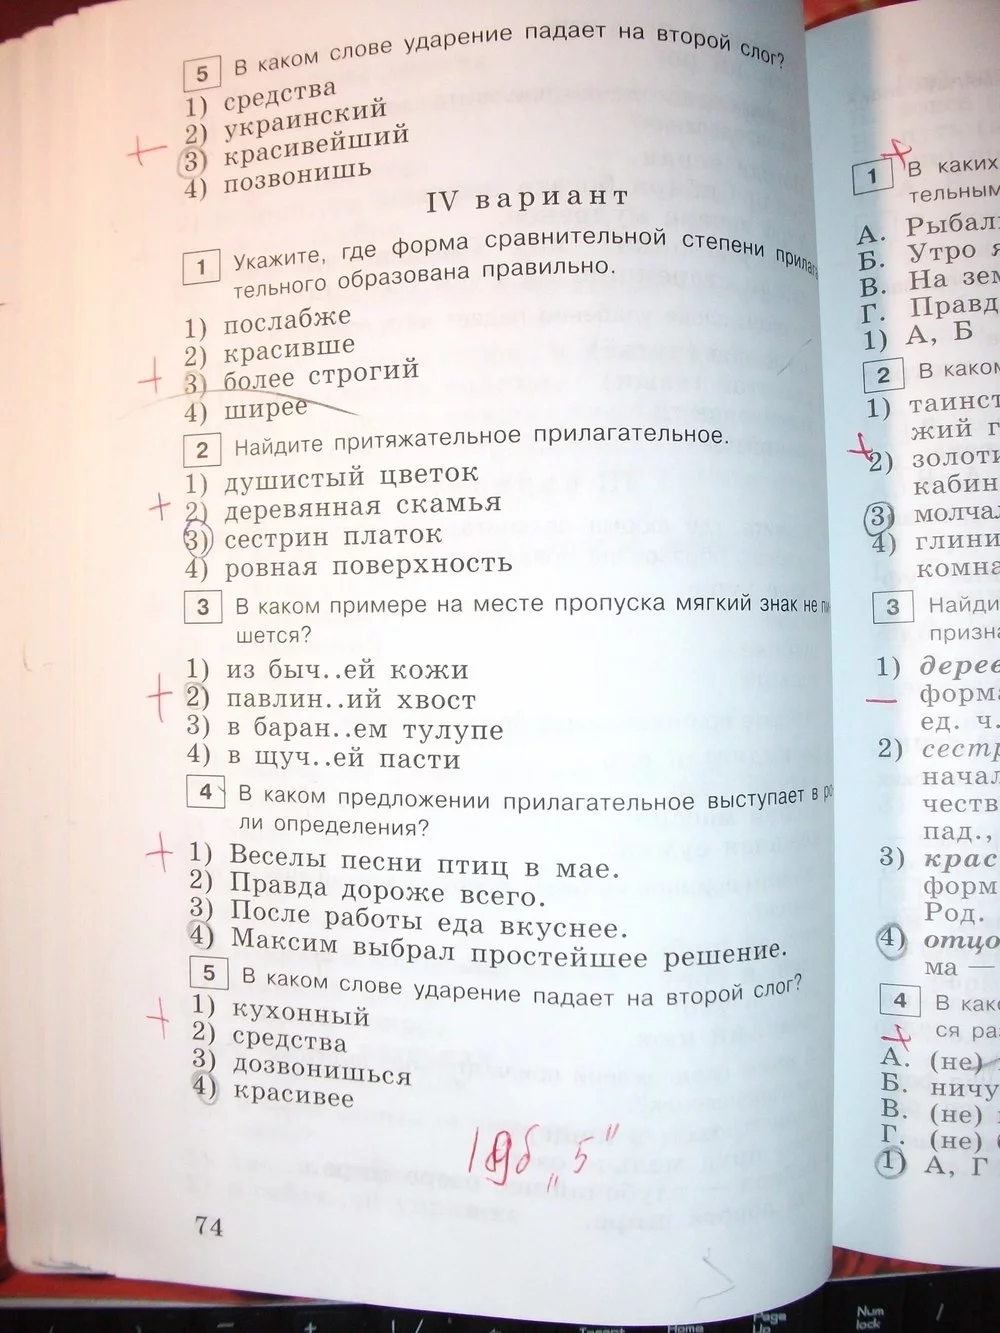 5 В каком слове ударение падает на второй слог?
1) средства
2) украинский
3) красивейший
4) позвонишь
IV вариант
1 Укажите, где форма сравнительной степени прилага
тельного образована правильно.
1) послабже
2) красивше
3) более строгий
4) ширее
2 Найдите притяжательное прилагательное.
1) душистый цветок
2) деревянная скамья
3) сестрин платок
4) ровная поверхность
3 В каком примере на месте пропуска мягкий знак не пи-
шется?
1) из быч..ей кожи
2) павлин..ий хвост
3) в баран..ем тулупе
4) в щуч..ей пасти
4 В каком предложении прилагательное выступает в ро-
ли определения?
1) Веселы песни птиц в мае.
2) Правда дороже всего.
3) После работы еда вкуснее.
4) Максим выбрал простейшее решение.
5 В каком слове ударение падает на второй слог?
1) кухонный
2) средства
3) дозвонишься
4) красивее
19б „5"
74
1 В каких
тельным
А. Рыбал
Б. Утро я
В. На зем
Г. Правд
1) А, Б
2 В каком
1) таинст
жий г
2) золоти
кабин
3) молчал
4) глини
комна
3 Найди
призна
1) дерев
форма
ед. ч.
2) сестр
начал
честв
пад.,
3) крас
форм
Род.
4) отцо
ма —
4 В како
ся раз
А. (не)
Б. ничу
В. (не)
Г. (не) б
1) А, Г
Page
Up
Num
lock
Home